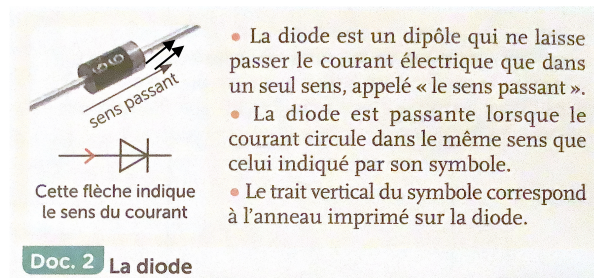 sens passant
Cette flèche indique
le sens du courant
• La diode est un dipôle qui ne laisse
passer le courant électrique que dans
un seul sens, appelé « le sens passant ».
• La diode est passante lorsque le
courant circule dans le même sens que
celui indiqué par son symbole.
• Le trait vertical du symbole correspond
à l'anneau imprimé sur la diode.
Doc. 2 La diode